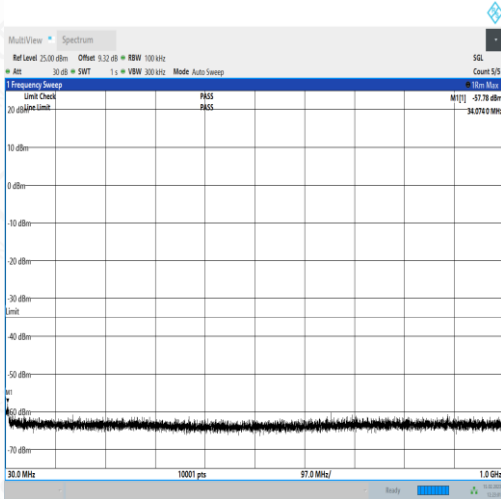 MultiView Spectrum
Ref Level 25.00 dBm Offset 9.32 dB RBW 100 kHz SGL
Att 30 dB SWT 1 s VBW 300 kHz Mode Auto Sweep Count 5/5
1 Frequency Sweep 1Rm Max
Limit Check PASS M1[1] -57.78 dBm
Line Limit PASS 34.0740 MHz
20 dBm
10 dBm
0 dBm
-10 dBm
-20 dBm
-30 dBm
Limit
-40 dBm
-50 dBm
M1
-60 dBm
-70 dBm
30.0 MHz 10001 pts 97.0 MHz/ 1.0 GHz
Ready